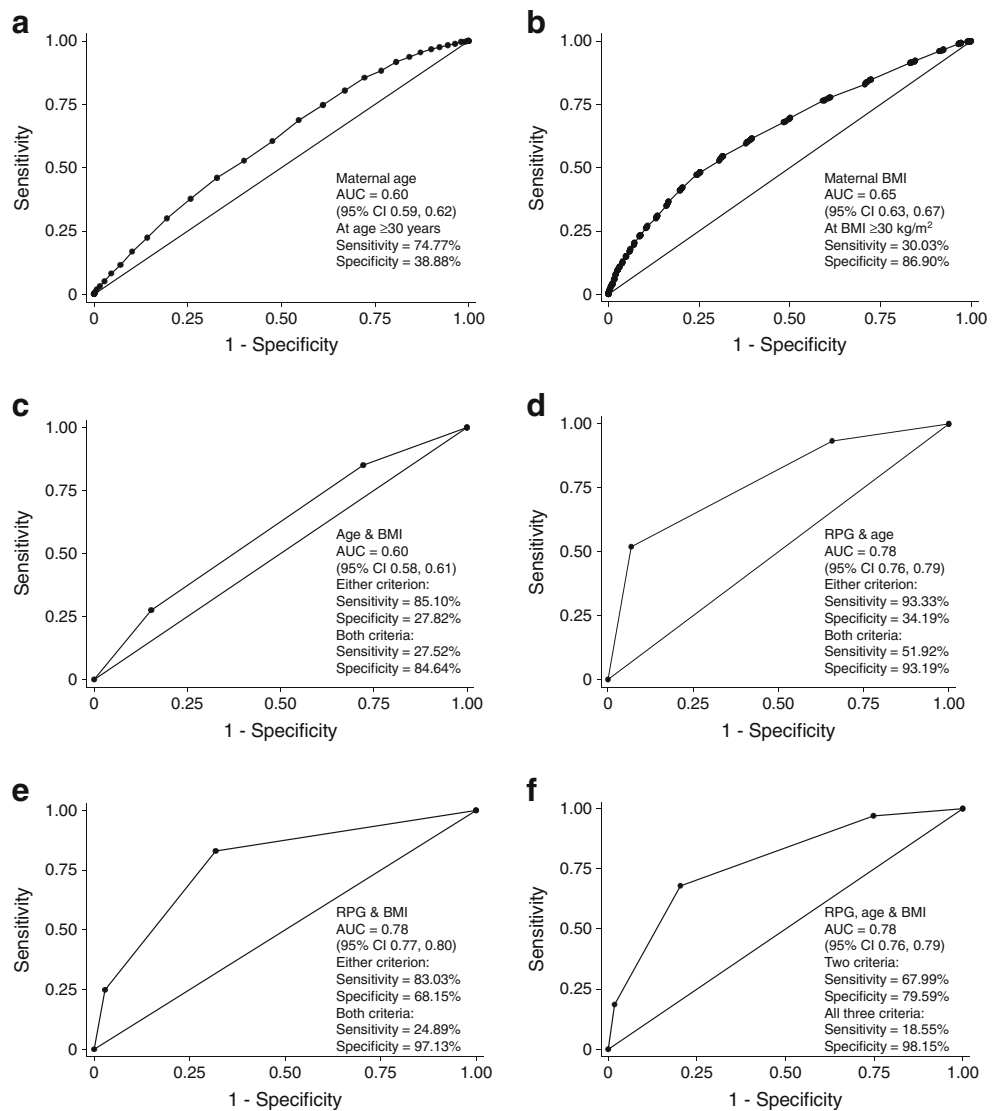 a
1.00
0.75
0.50
0.25
0
Sensitivity
Maternal age
AUC = 0.60
(95% CI 0.59, 0.62)
At age ≥30 years
Sensitivity = 74.77%
Specificity = 38.88%
0 0.25 0.50 0.75 1.00
1 - Specificity
b
1.00
0.75
0.50
0.25
0
Sensitivity
Maternal BMI
AUC = 0.65
(95% CI 0.63, 0.67)
At BMI ≥30 kg/m²
Sensitivity = 30.03%
Specificity = 86.90%
0 0.25 0.50 0.75 1.00
1 - Specificity
c
1.00
0.75
0.50
0.25
0
Sensitivity
Age & BMI
AUC = 0.60
(95% CI 0.58, 0.61)
Either criterion:
Sensitivity = 85.10%
Specificity = 27.82%
Both criteria:
Sensitivity = 27.52%
Specificity = 84.64%
0 0.25 0.50 0.75 1.00
1 - Specificity
d
1.00
0.75
0.50
0.25
0
Sensitivity
RPG & age
AUC = 0.78
(95% CI 0.76, 0.79)
Either criterion:
Sensitivity = 93.33%
Specificity = 34.19%
Both criteria:
Sensitivity = 51.92%
Specificity = 93.19%
0 0.25 0.50 0.75 1.00
1 - Specificity
e
1.00
0.75
0.50
0.25
0
Sensitivity
RPG & BMI
AUC = 0.78
(95% CI 0.77, 0.80)
Either criterion:
Sensitivity = 83.03%
Specificity = 68.15%
Both criteria:
Sensitivity = 24.89%
Specificity = 97.13%
0 0.25 0.50 0.75 1.00
1 - Specificity
f
1.00
0.75
0.50
0.25
0
Sensitivity
RPG, age & BMI
AUC = 0.78
(95% CI 0.76, 0.79)
Two criteria:
Sensitivity = 67.99%
Specificity = 79.59%
All three criteria:
Sensitivity = 18.55%
Specificity = 98.15%
0 0.25 0.50 0.75 1.00
1 - Specificity